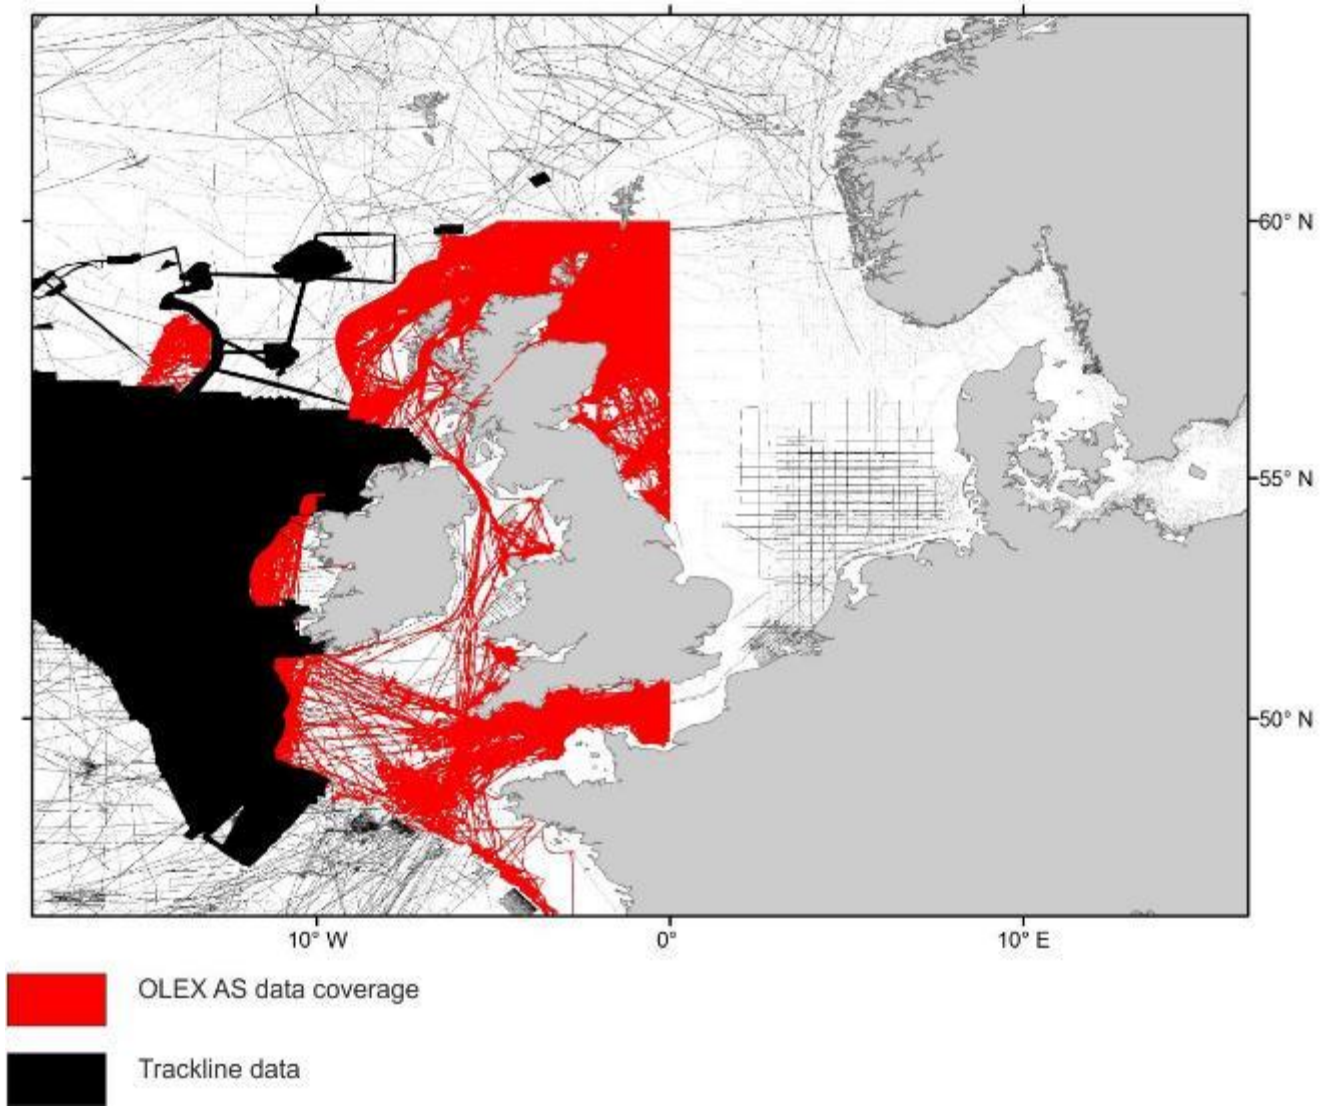 60° N
55° N
50° N
10° W
0°
10° E
OLEX AS data coverage
Trackline data